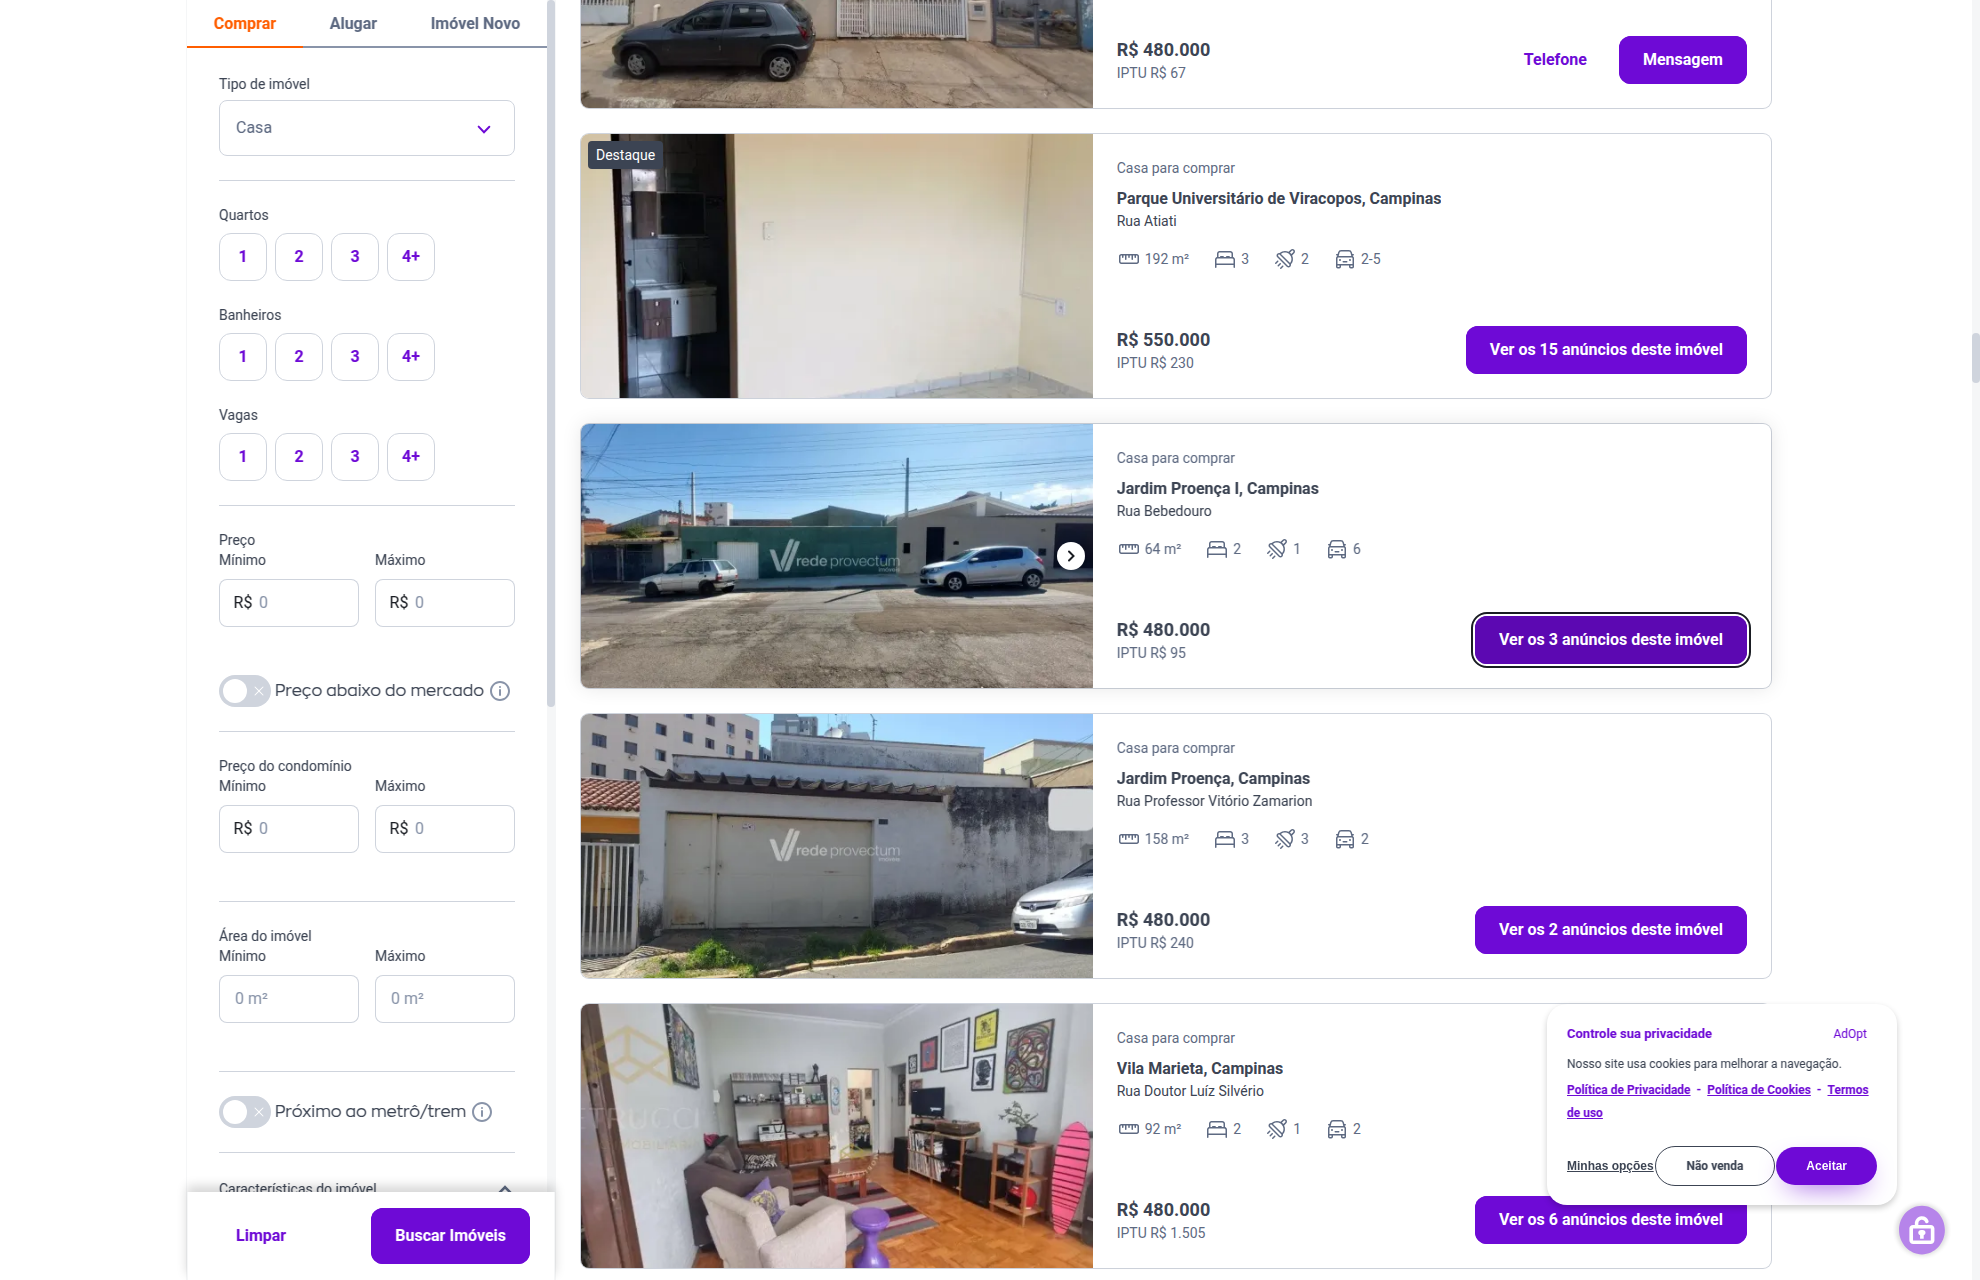 Comprar
Alugar
Imóvel Novo
Tipo de imóvel
Casa
Quartos
1
2
3
4+
Banheiros
1
2
3
4+
Vagas
1
2
3
4+
Preço
Mínimo
Máximo
R$ 0
R$ 0
Preço abaixo do mercado
Preço do condomínio
Mínimo
Máximo
R$ 0
R$ 0
Área do imóvel
Mínimo
Máximo
0 m²
0 m²
Próximo ao metrô/trem
Características do imóvel
Limpar
Buscar Imóveis
R$ 480.000
IPTU R$ 67
Telefone
Mensagem
Destaque
Casa para comprar
Parque Universitário de Viracopos, Campinas
Rua Atiati
192 m²
3
2
2-5
R$ 550.000
IPTU R$ 230
Ver os 15 anúncios deste imóvel
rede provectum
imóveis
Casa para comprar
Jardim Proença I, Campinas
Rua Bebedouro
64 m²
2
1
6
R$ 480.000
IPTU R$ 95
Ver os 3 anúncios deste imóvel
rede provectum
imóveis
Casa para comprar
Jardim Proença, Campinas
Rua Professor Vitório Zamarion
158 m²
3
3
2
R$ 480.000
IPTU R$ 240
Ver os 2 anúncios deste imóvel
Casa para comprar
Vila Marieta, Campinas
Rua Doutor Luíz Silvério
92 m²
2
1
2
R$ 480.000
IPTU R$ 1.505
Ver os 6 anúncios deste imóvel
Controle sua privacidade
AdOpt
Nosso site usa cookies para melhorar a navegação.
Política de Privacidade - Política de Cookies - Termos
de uso
Minhas opções
Não venda
Aceitar